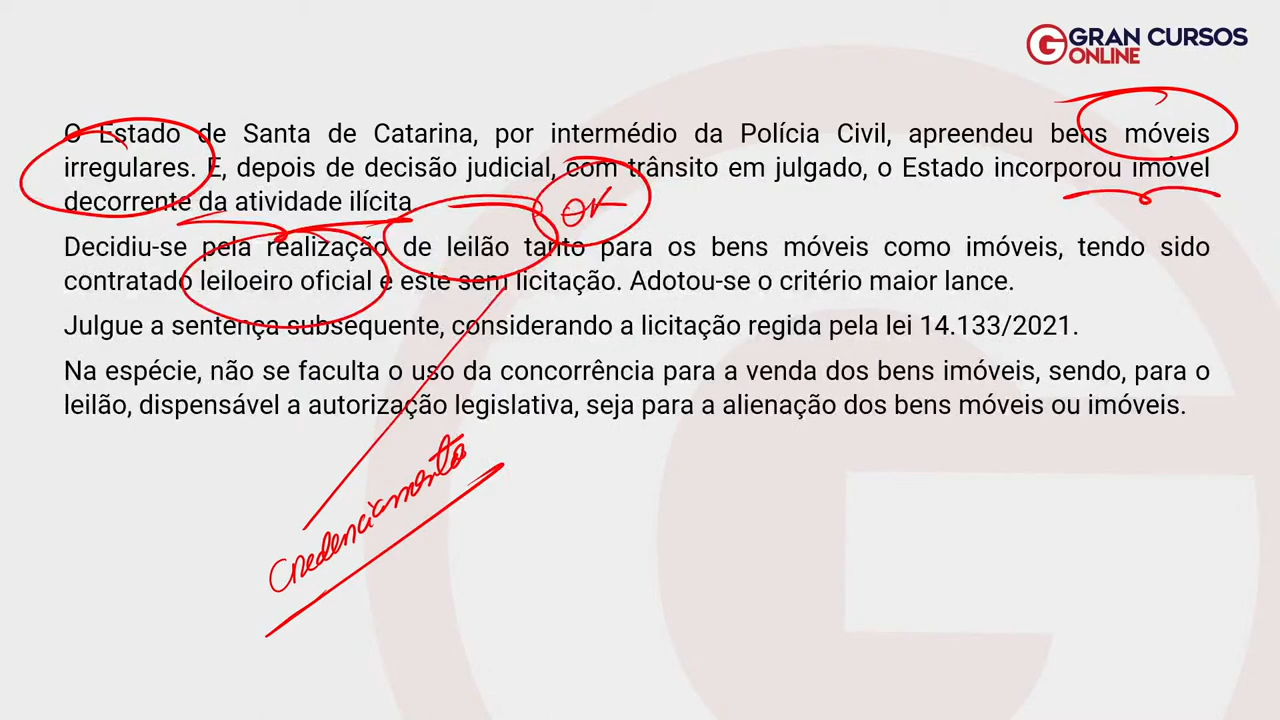 GRAN CURSOS
ONLINE
O Estado de Santa de Catarina, por intermédio da Polícia Civil, apreendeu bens móveis
irregulares. E, depois de decisão judicial, com trânsito em julgado, o Estado incorporou imóvel
decorrente da atividade ilícita
OK
Decidiu-se pela realização de leilão tanto para os bens móveis como imóveis, tendo sido
contratado leiloeiro oficial e este sem licitação. Adotou-se o critério maior lance.
Julgue a sentença subsequente, considerando a licitação regida pela lei 14.133/2021.
Na espécie, não se faculta o uso da concorrência para a venda dos bens imóveis, sendo, para o
leilão, dispensável a autorização legislativa, seja para a alienação dos bens móveis ou imóveis.
Credenciamento